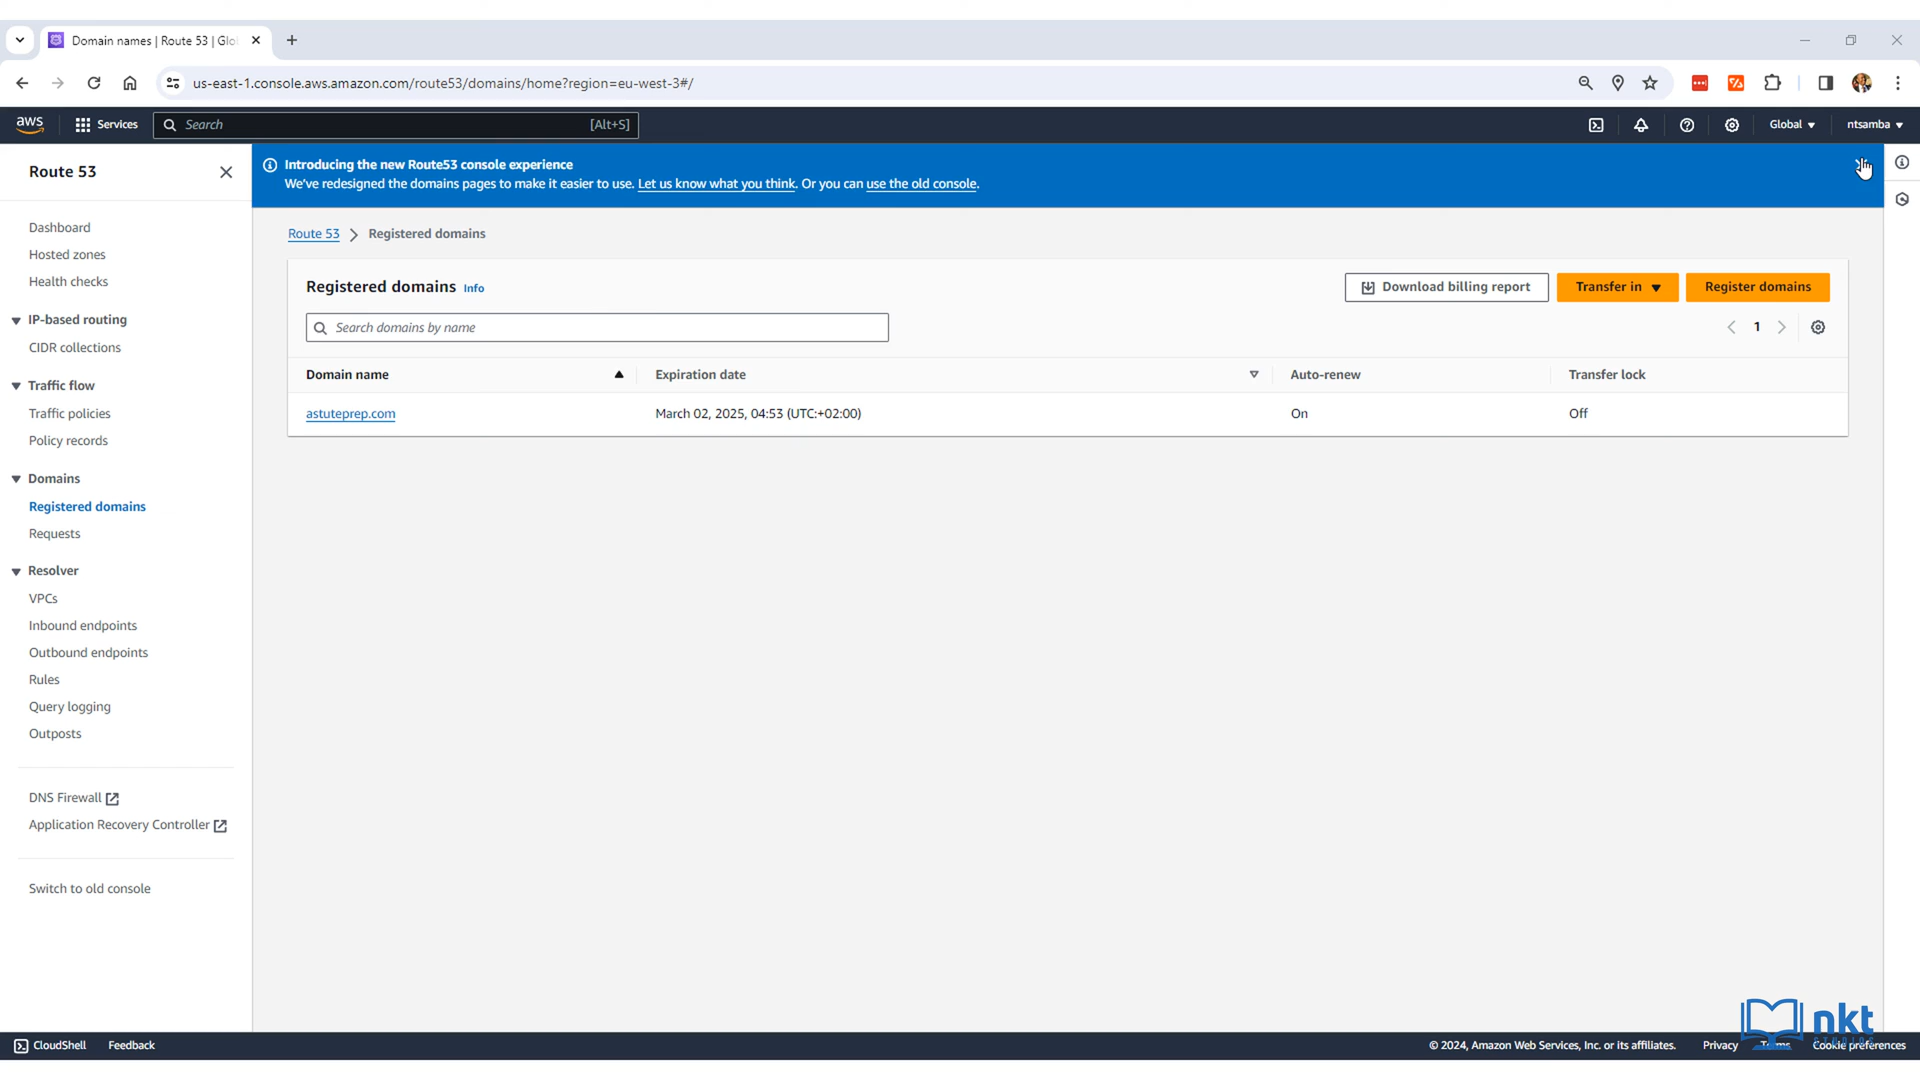 Domain names | Route 53 | Glo
us-east-1.console.aws.amazon.com/route53/domains/home?region=eu-west-3#/
aws
Services
Search
[Alt+S]
Global
ntsamba
Route 53
Introducing the new Route53 console experience
We've redesigned the domains pages to make it easier to use. Let us know what you think. Or you can use the old console.
Dashboard
Hosted zones
Health checks
IP-based routing
CIDR collections
Traffic flow
Traffic policies
Policy records
Domains
Registered domains
Requests
Resolver
VPCs
Inbound endpoints
Outbound endpoints
Rules
Query logging
Outposts
DNS Firewall
Application Recovery Controller
Switch to old console
Route 53 > Registered domains
Registered domains Info
Download billing report
Transfer in
Register domains
Search domains by name
1
Domain name Expiration date Auto-renew Transfer lock
astuteprep.com March 02, 2025, 04:53 (UTC+02:00) On Off
nkt
STUDIOS
CloudShell Feedback
© 2024, Amazon Web Services, Inc. or its affiliates. Privacy Terms Cookie preferences